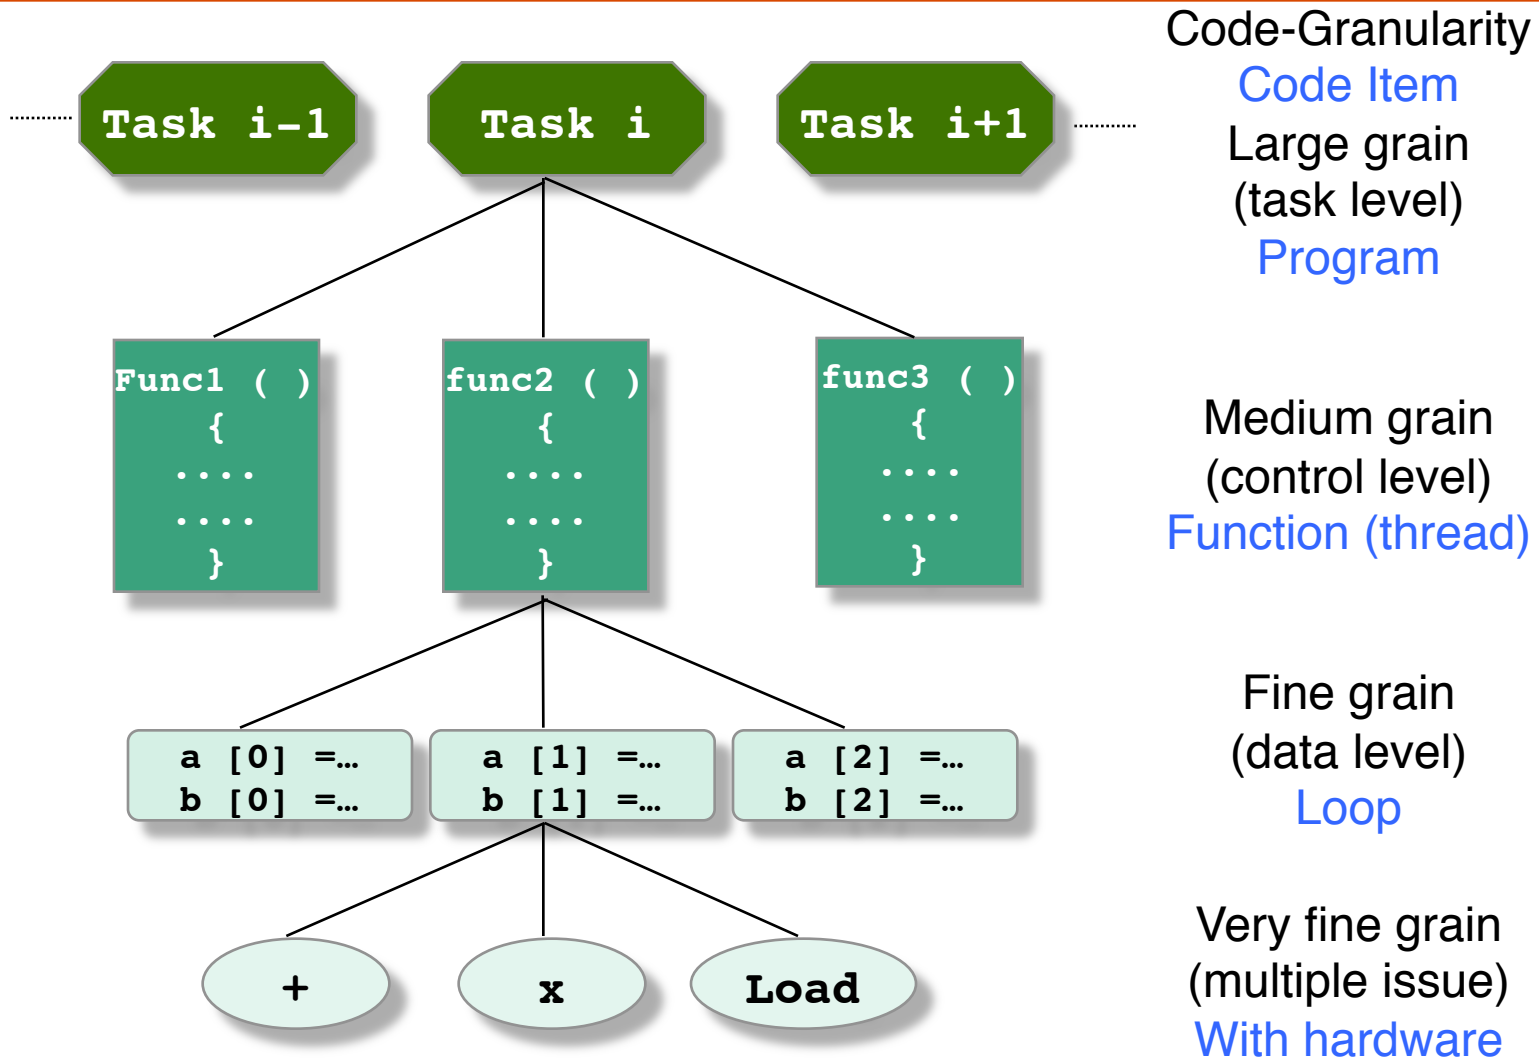 Code-Granularity
Code Item
Large grain
(task level)
Program
Task i-1
Task i
Task i+1
Func1 ( )
{
....
....
}
func2 ( )
{
....
....
}
func3 ( )
{
....
....
}
Medium grain
(control level)
Function (thread)
a [0] =…
b [0] =…
a [1] =…
b [1] =…
a [2] =…
b [2] =…
Fine grain
(data level)
Loop
+
x
Load
Very fine grain
(multiple issue)
With hardware